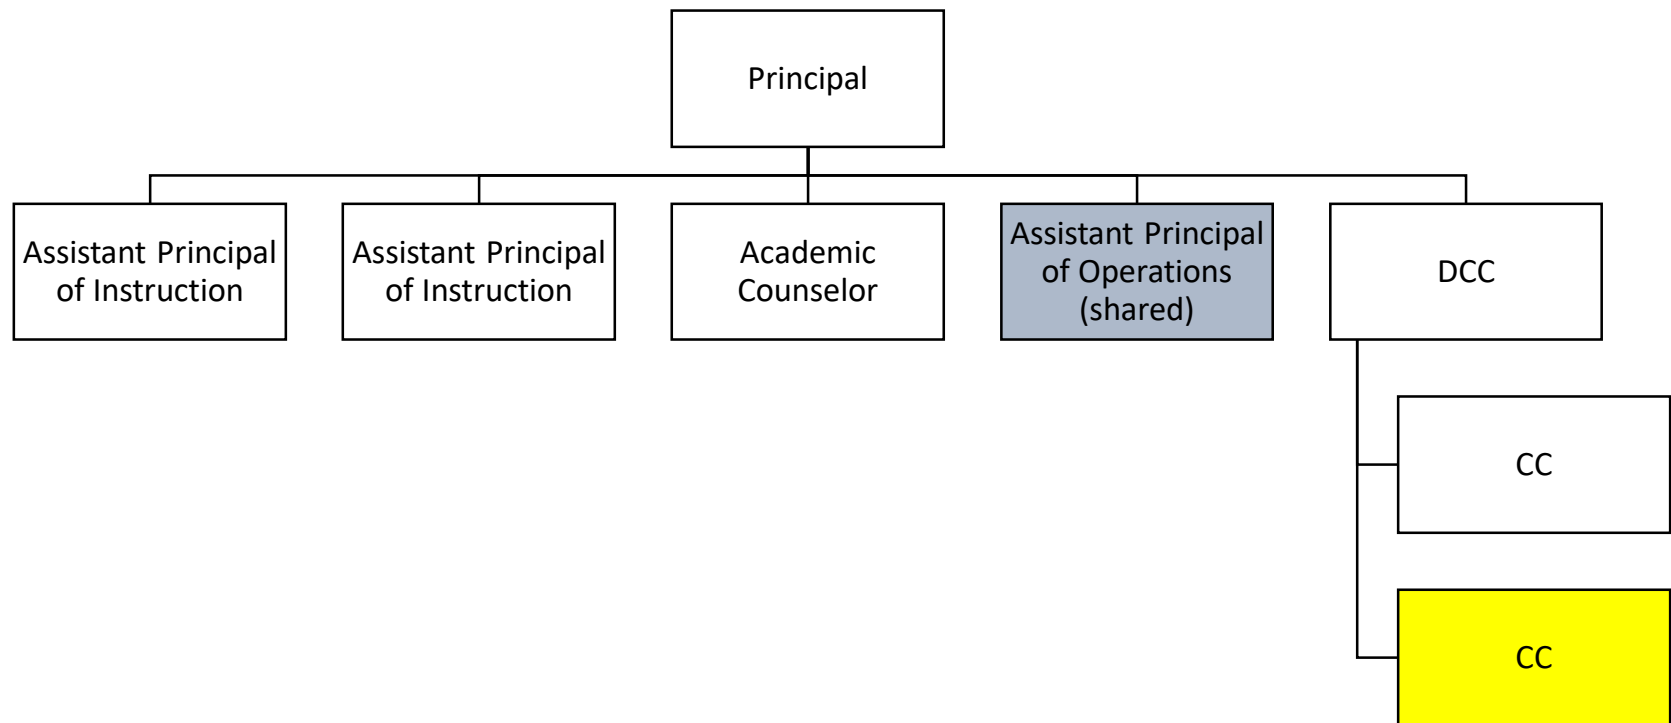 Principal
Assistant Principal
of Instruction
Assistant Principal
of Instruction
Academic
Counselor
Assistant Principal
of Operations
(shared)
DCC
CC
CC